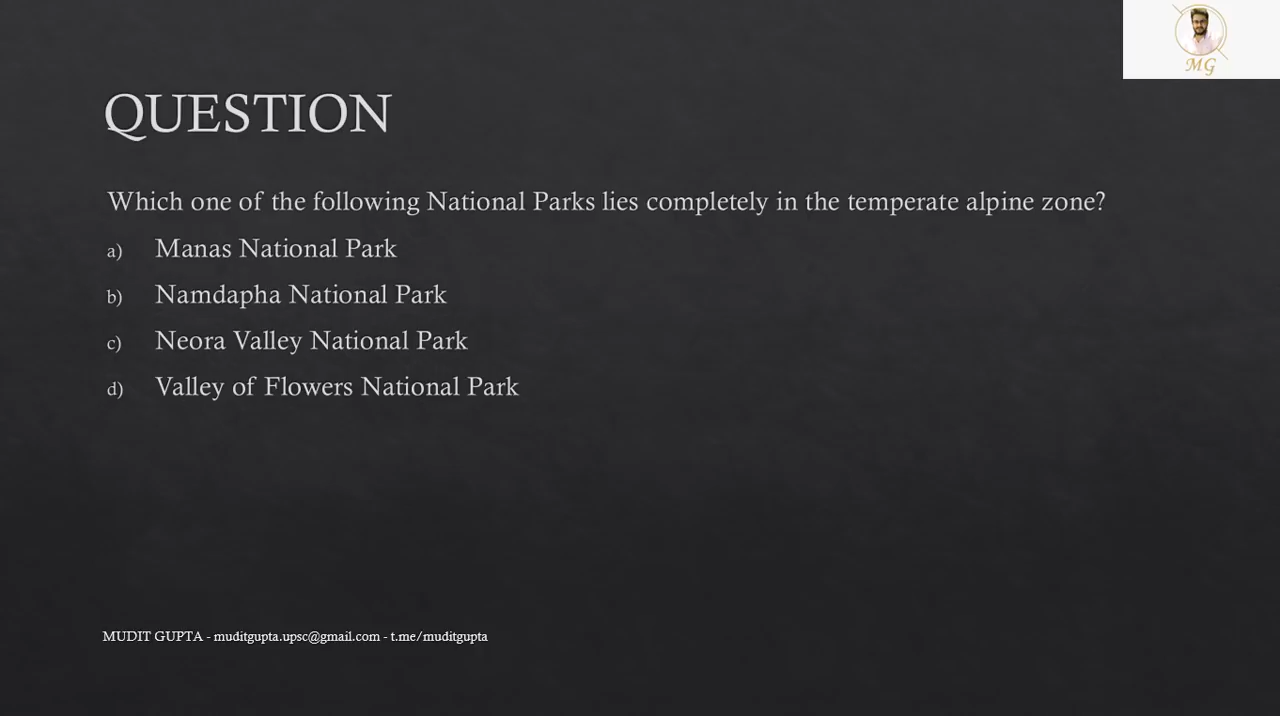 MG
QUESTION
Which one of the following National Parks lies completely in the temperate alpine zone?
a) Manas National Park
b) Namdapha National Park
c) Neora Valley National Park
d) Valley of Flowers National Park
MUDIT GUPTA - muditgupta.upsc@gmail.com - t.me/muditgupta